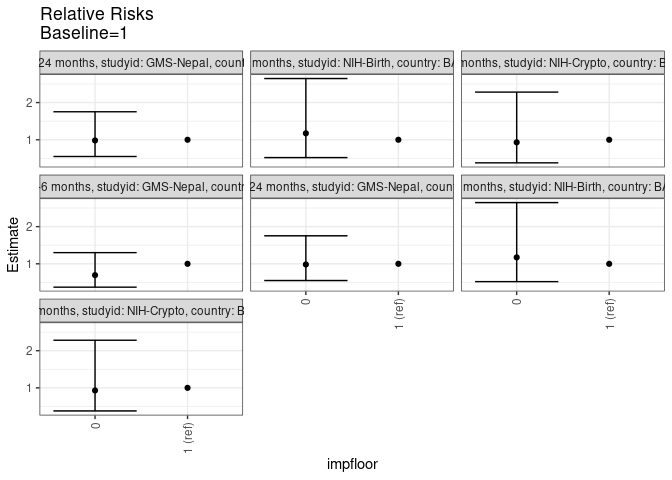 Relative Risks
Baseline=1
24 months, studyid: GMS-Nepal, count
months, studyid: NIH-Birth, country: BA
months, studyid: NIH-Crypto, country: B
2
1
-6 months, studyid: GMS-Nepal, countr
24 months, studyid: GMS-Nepal, count
months, studyid: NIH-Birth, country: BA
2
1
Estimate
0
1 (ref)
0
1 (ref)
months, studyid: NIH-Crypto, country: B
2
1
0
1 (ref)
impfloor